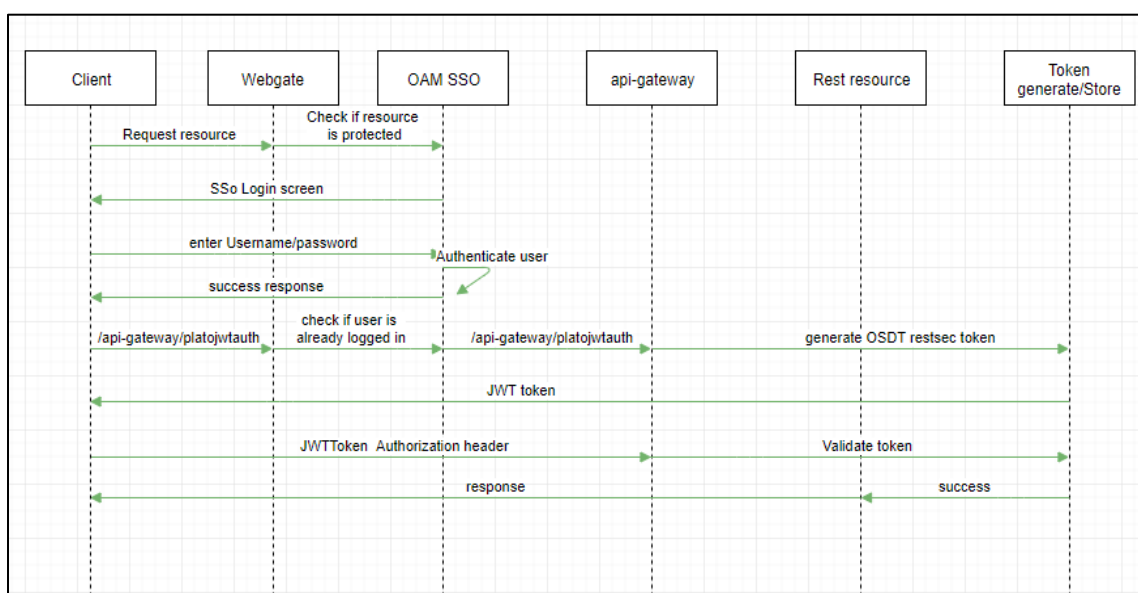 Client
Webgate
OAM SSO
api-gateway
Rest resource
Token
generate/Store
Request resource
Check if resource
is protected
SSo Login screen
enter Username/password
Authenticate user
success response
/api-gateway/platojwtauth
check if user is
already logged in
/api-gateway/platojwtauth
generate OSDT restsec token
JWT token
JWTToken Authorization header
Validate token
response
success